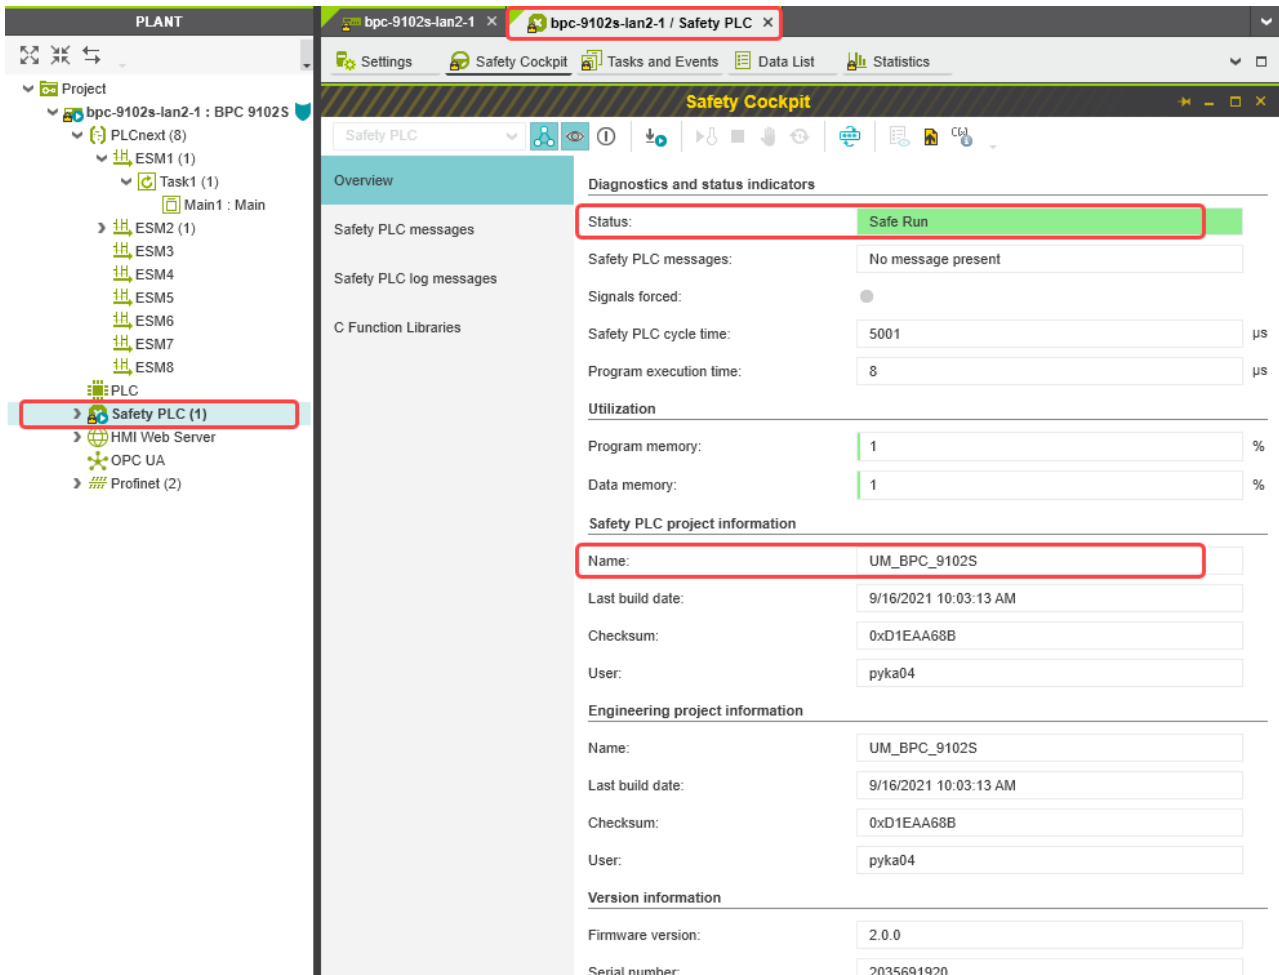 PLANT
Project
bpc-9102s-lan2-1 : BPC 9102S
PLCnext (8)
ESM1 (1)
Task1 (1)
Main1 : Main
ESM2 (1)
ESM3
ESM4
ESM5
ESM6
ESM7
ESM8
PLC
Safety PLC (1)
HMI Web Server
OPC UA
Profinet (2)
bpc-9102s-lan2-1
bpc-9102s-lan2-1 / Safety PLC
Settings
Safety Cockpit
Tasks and Events
Data List
Statistics
Safety Cockpit
Safety PLC
Overview
Safety PLC messages
Safety PLC log messages
C Function Libraries
Diagnostics and status indicators
Status: Safe Run
Safety PLC messages: No message present
Signals forced:
Safety PLC cycle time: 5001 µs
Program execution time: 8 µs
Utilization
Program memory: 1 %
Data memory: 1 %
Safety PLC project information
Name: UM_BPC_9102S
Last build date: 9/16/2021 10:03:13 AM
Checksum: 0xD1EAA68B
User: pyka04
Engineering project information
Name: UM_BPC_9102S
Last build date: 9/16/2021 10:03:13 AM
Checksum: 0xD1EAA68B
User: pyka04
Version information
Firmware version: 2.0.0
Serial number: 2035691920